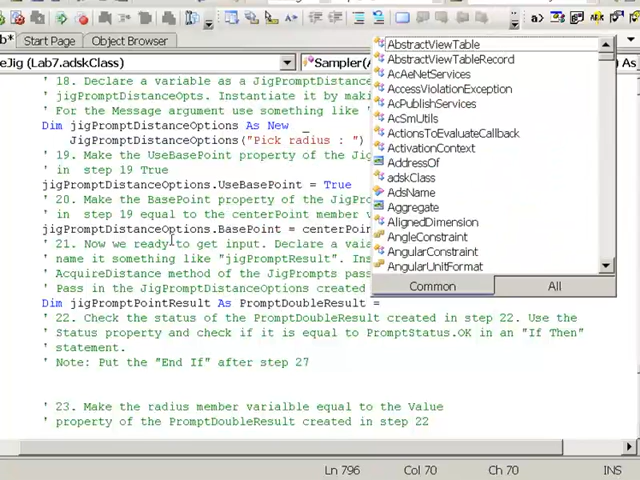 b*
Start Page
Object Browser
eJig (Lab7.adskClass)
Sampler(
' 18. Declare a variable as a JigPromptDistance
' jigPromptDistanceOpts. Instantiate it by makin
' For the Message argument use something like '
Dim jigPromptDistanceOptions As New _
JigPromptDistanceOptions("Pick radius : ")
' 19. Make the UseBasePoint property of the Jig
' in step 19 True
jigPromptDistanceOptions.UseBasePoint = True
' 20. Make the BasePoint property of the Jig
' in step 19 equal to the centerPoint member v
jigPromptDistanceOptions.BasePoint = centerPoin
' 21. Now we ready to get input. Declare a varia
' name it something like "jigPromptResult". Ins
' AcquireDistance method of the JigPrompts pass
' Pass in the JigPromptDistanceOptions created
Dim jigPromptPointResult As PromptDoubleResult =
' 22. Check the status of the PromptDoubleResult created in step 22. Use the
' Status property and check if it is equal to PromptStatus.OK in an "If Then"
' statement.
' Note: Put the "End If" after step 27
' 23. Make the radius member varialble equal to the Value
' property of the PromptDoubleResult created in step 22
AbstractViewTable
AbstractViewTableRecord
AcAeNetServices
AccessViolationException
AcPublishServices
AcSmUtils
ActionsToEvaluateCallback
ActivationContext
AddressOf
adskClass
AdsName
Aggregate
AlignedDimension
AngleConstraint
AngularConstraint
AngularUnitFormat
Common
All
Ln 796
Col 70
Ch 70
INS